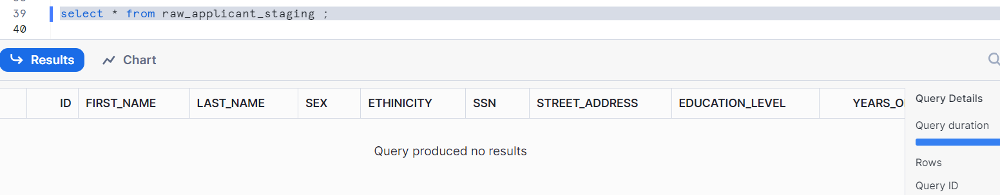 39 select * from raw_applicant_staging ;
40
Results Chart
ID FIRST_NAME LAST_NAME SEX ETHINICITY SSN STREET_ADDRESS EDUCATION_LEVEL YEARS_O
Query produced no results
Query Details
Query duration
Rows
Query ID